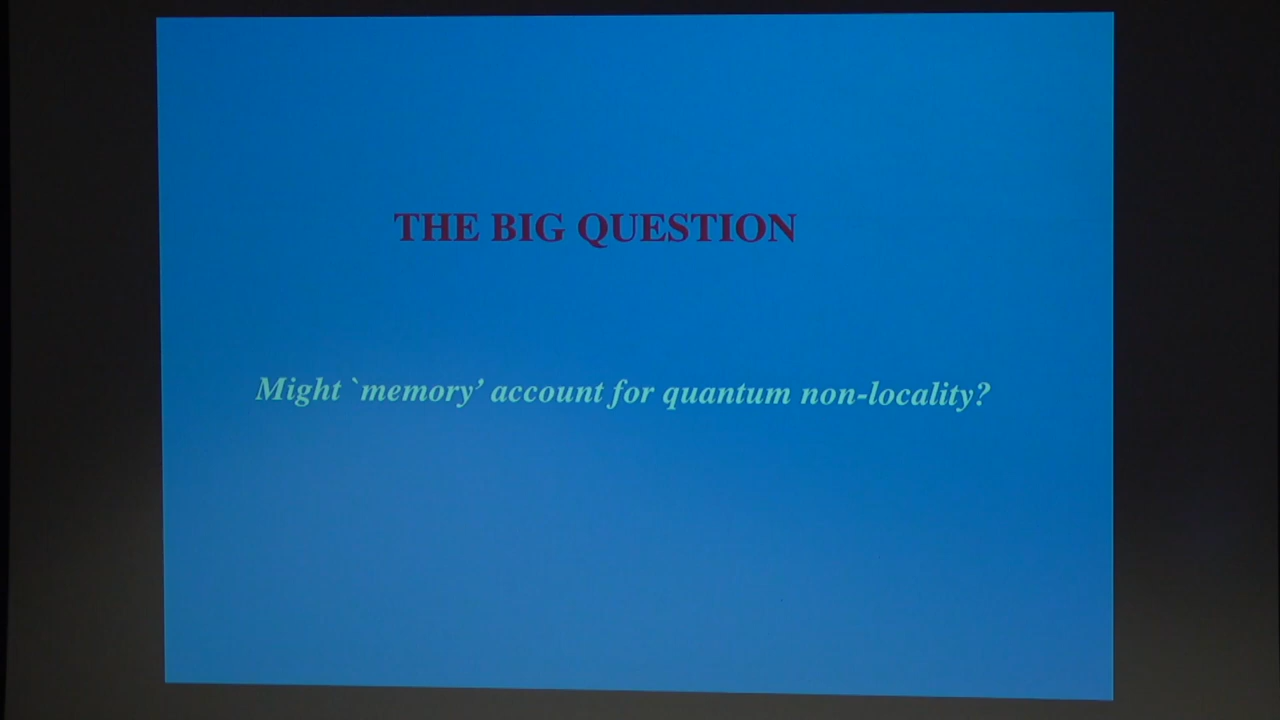 THE BIG QUESTION
Might `memory’ account for quantum non-locality?